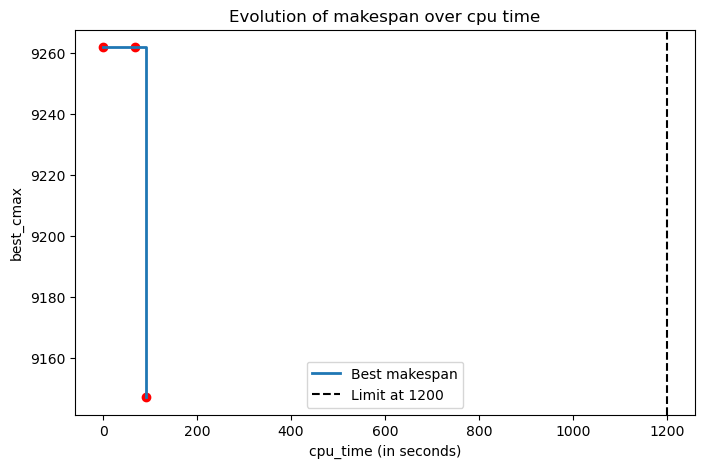 Evolution of makespan over cpu time
best_cmax
9260
9240
9220
9200
9180
9160
0 200 400 600 800 1000 1200
cpu_time (in seconds)
Best makespan
Limit at 1200